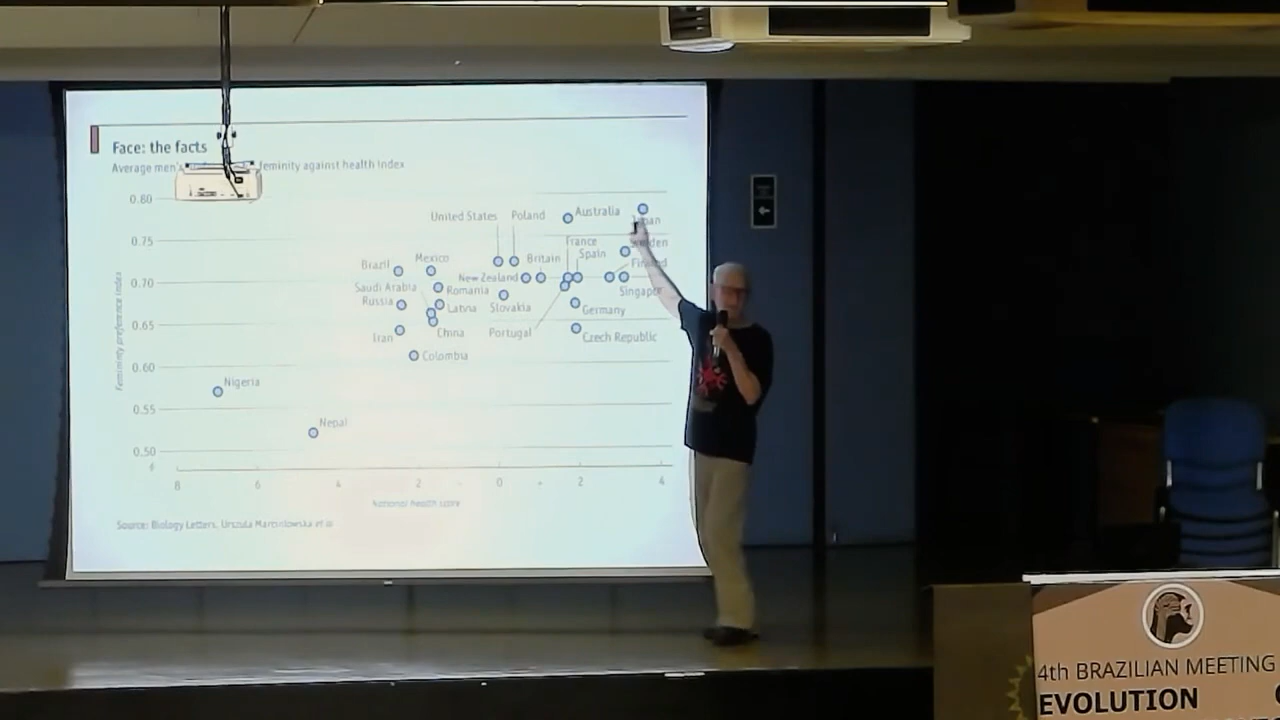 Face: the facts
Average men's feminity against health index
0.80
0.75
0.70
0.65
0.60
0.55
0.50
Feminity preference index
United States
Poland
Australia
Japan
France
Sweden
Brazil
Mexico
Britain
Spain
New Zealand
Saudi Arabia
Romania
Russia
Latvia
Slovakia
Germany
Iran
China
Portugal
Czech Republic
Colombia
Nigeria
Nepal
8 6 4 2 0 2 4
National health score
Source: Biology Letters, Urszula Marcinkowska et al
4th BRAZILIAN MEETING
EVOLUTION